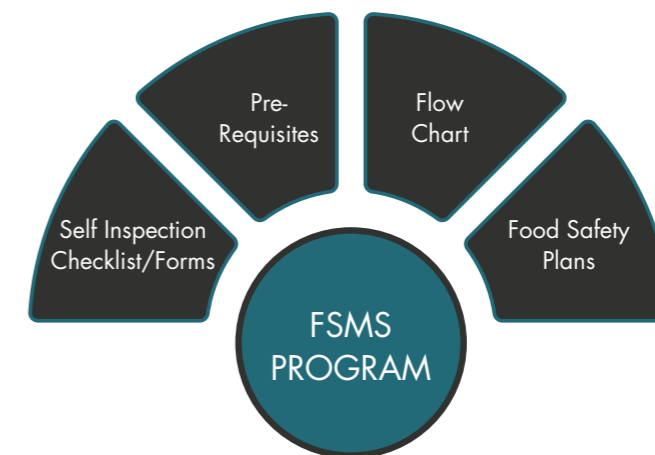 Pre-
Requisites
Flow
Chart
Self Inspection
Checklist/Forms
Food Safety
Plans
FSMS
PROGRAM